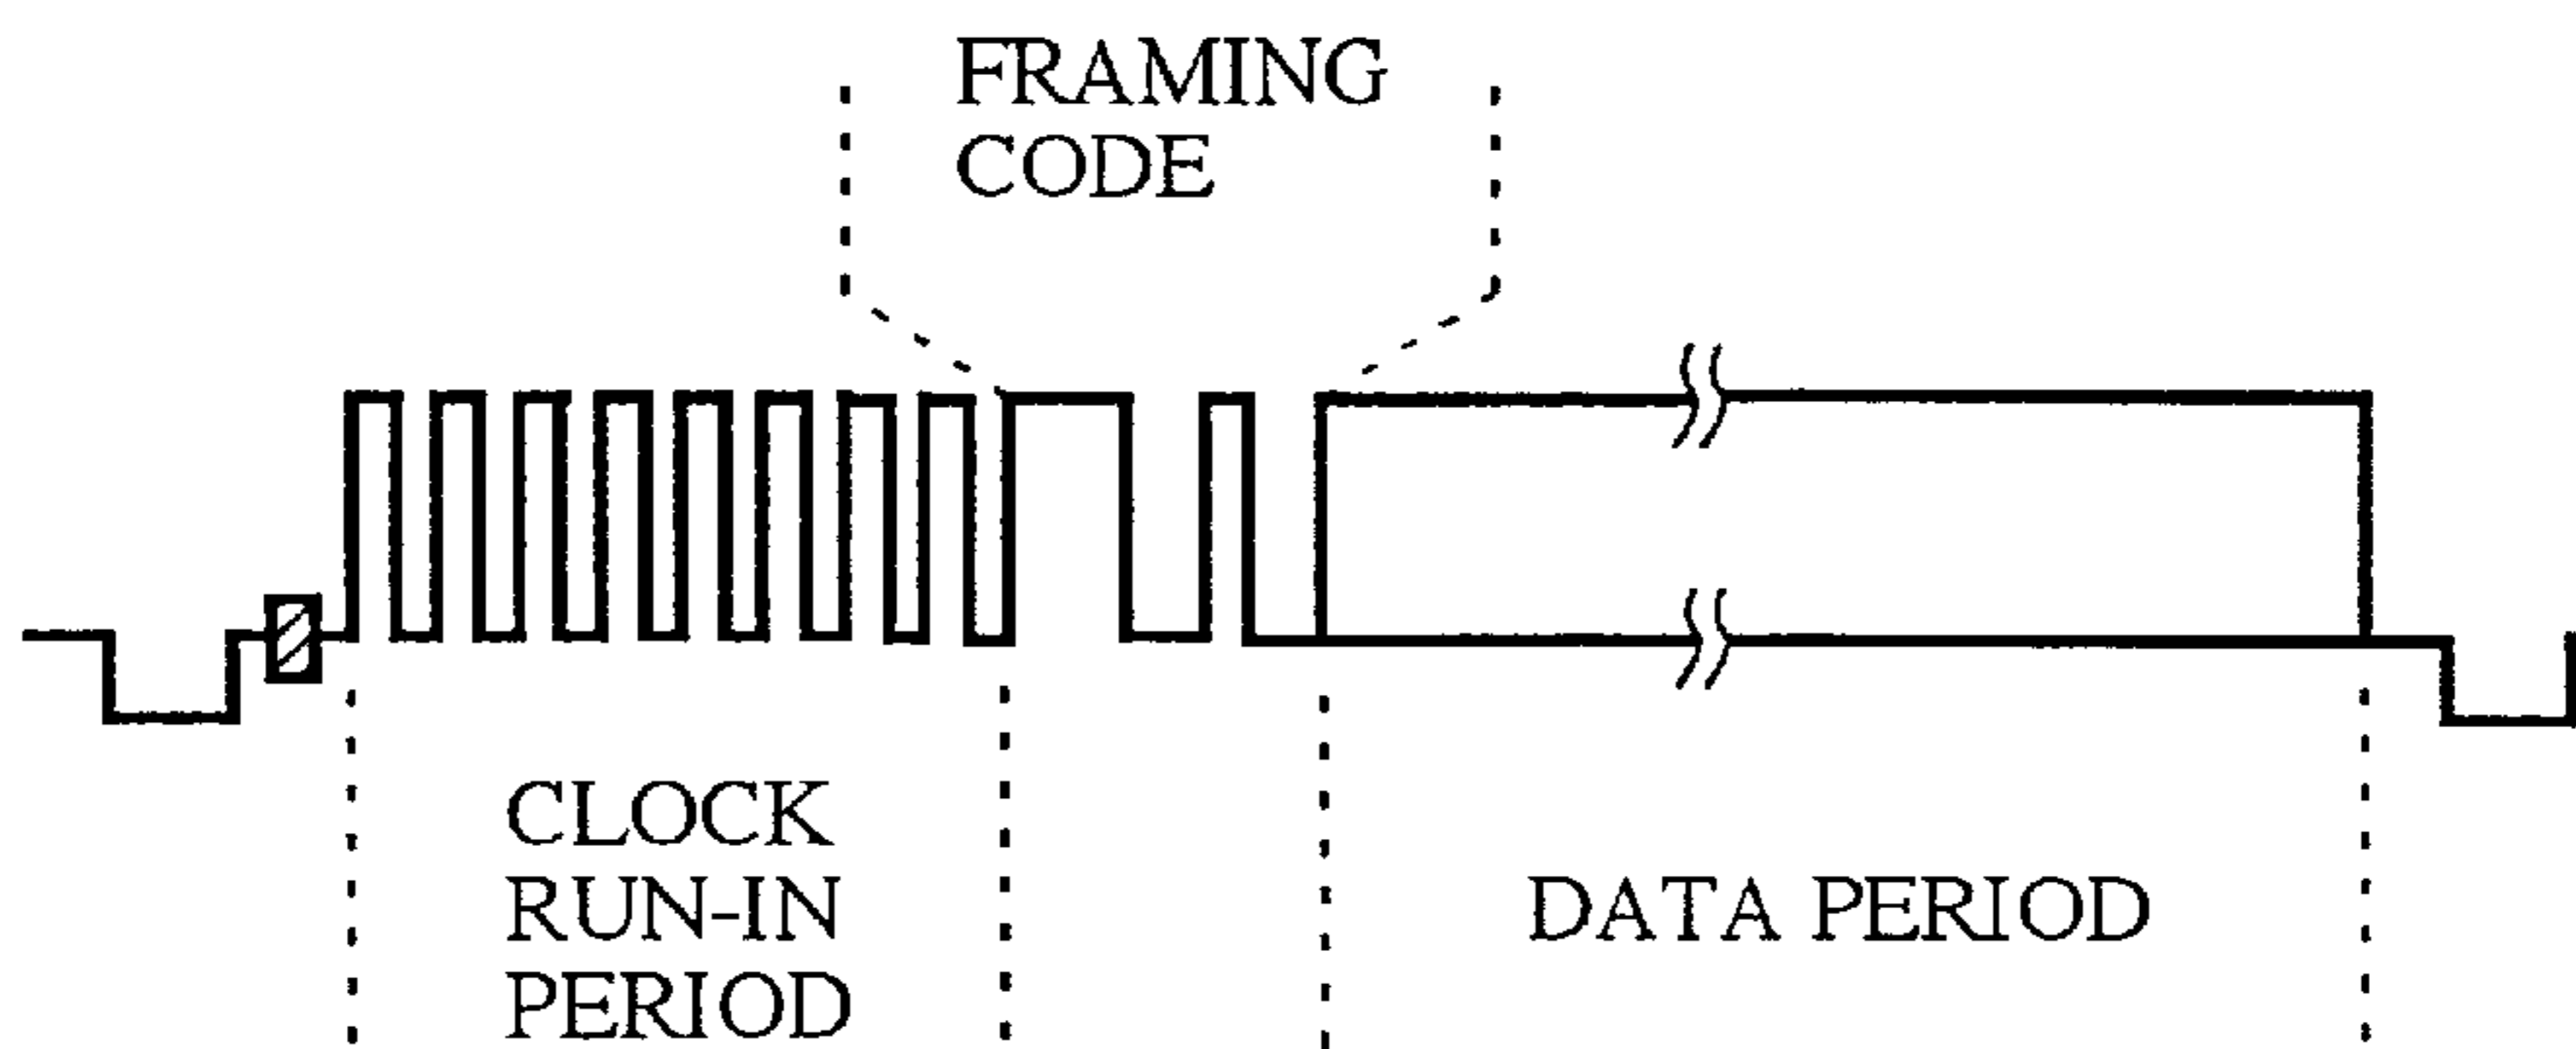 FRAMING
CODE
CLOCK
RUN-IN
PERIOD
DATA PERIOD